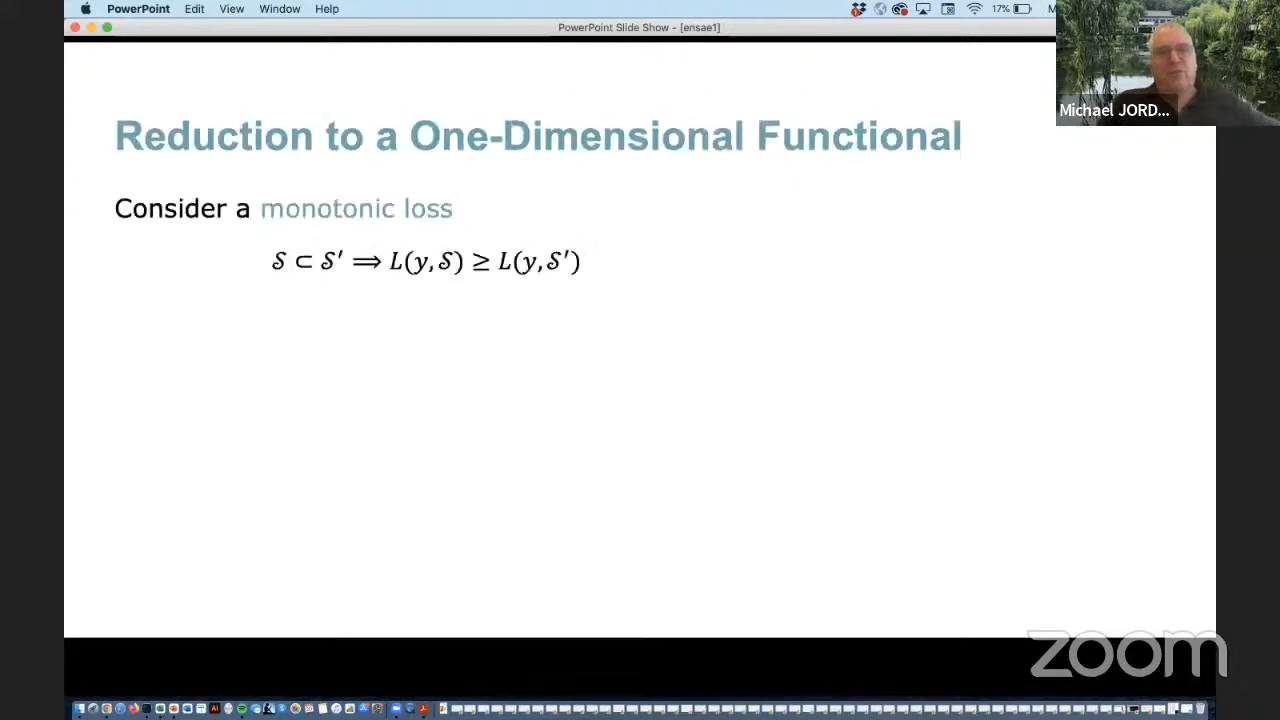 PowerPoint Edit View Window Help 17% M
PowerPoint Slide Show - [ensae1]
Michael JORD...
Reduction to a One-Dimensional Functional
Consider a monotonic loss
𝒮 ⊂ 𝒮′ ⟹ L(y, 𝒮) ≥ L(y, 𝒮′)
zoom